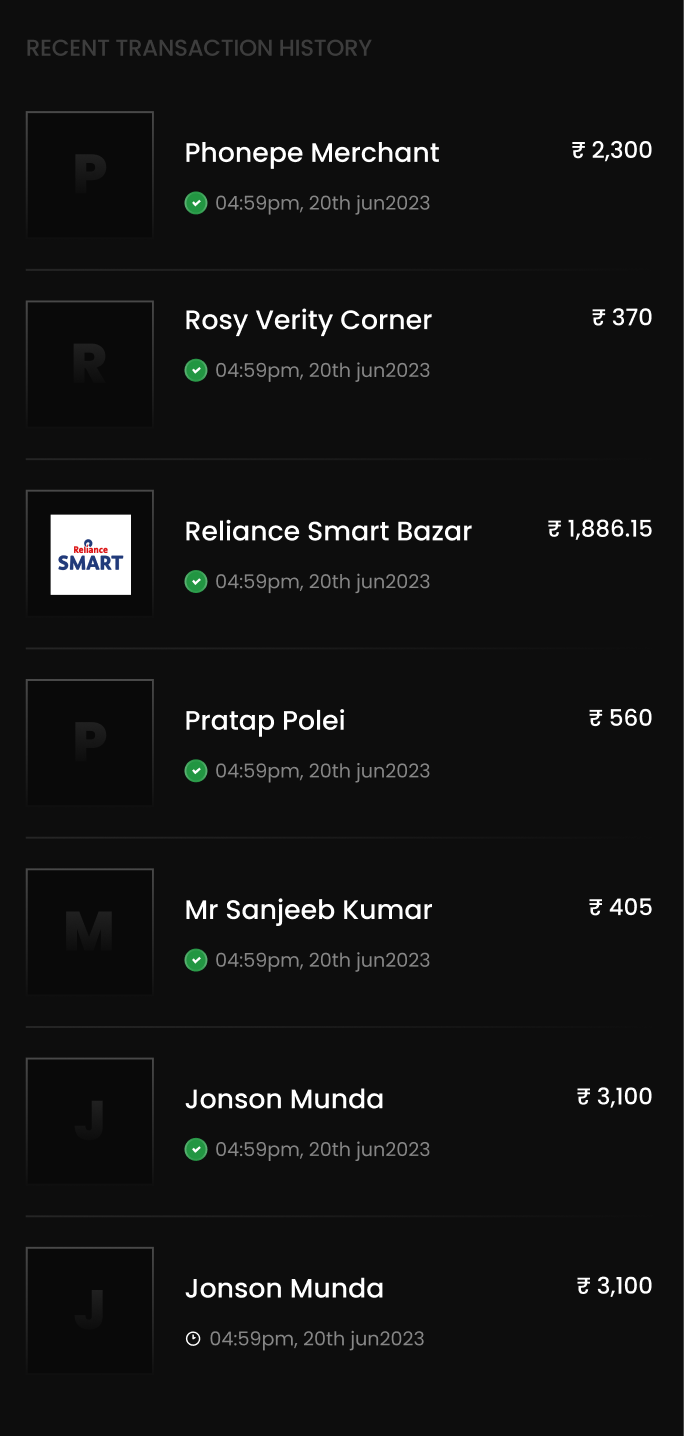 RECENT TRANSACTION HISTORY
P
Phonepe Merchant
₹ 2,300
04:59pm, 20th jun2023
R
Rosy Verity Corner
₹ 370
04:59pm, 20th jun2023
Reliance
SMART
Reliance Smart Bazar
₹ 1,886.15
04:59pm, 20th jun2023
P
Pratap Polei
₹ 560
04:59pm, 20th jun2023
M
Mr Sanjeeb Kumar
₹ 405
04:59pm, 20th jun2023
J
Jonson Munda
₹ 3,100
04:59pm, 20th jun2023
J
Jonson Munda
₹ 3,100
04:59pm, 20th jun2023